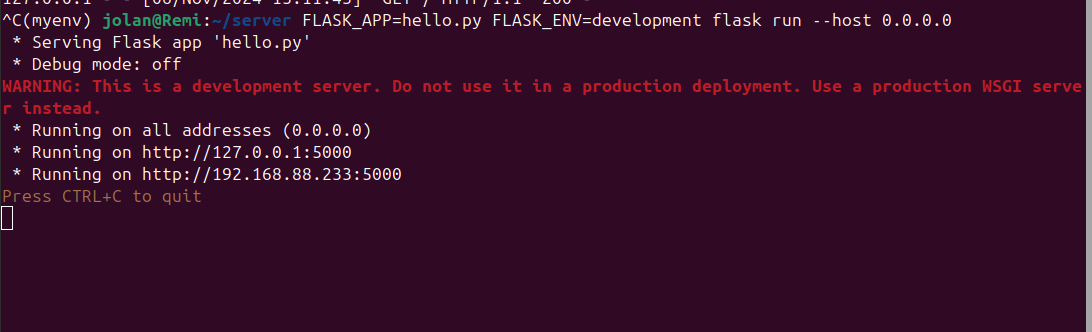 127.0.0.1 - - [06/Nov/2024 15:11:45] "GET / HTTP/1.1" 200 -
^C(myenv) jolan@Remi:~/server FLASK_APP=hello.py FLASK_ENV=development flask run --host 0.0.0.0
 * Serving Flask app 'hello.py'
 * Debug mode: off
WARNING: This is a development server. Do not use it in a production deployment. Use a production WSGI serve
r instead.
 * Running on all addresses (0.0.0.0)
 * Running on http://127.0.0.1:5000
 * Running on http://192.168.88.233:5000
Press CTRL+C to quit